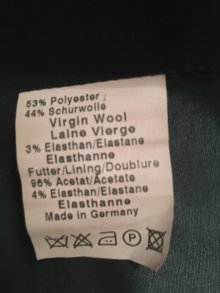 53% Polyester
44% Schurwolle
Virgin Wool
Laine Vierge
3% Elasthan/Elastane
Elasthanne
Futter/Lining/Doublure
96% Acetat/Acetate
4% Elasthan/Elastane
Elasthanne
Made in Germany
P